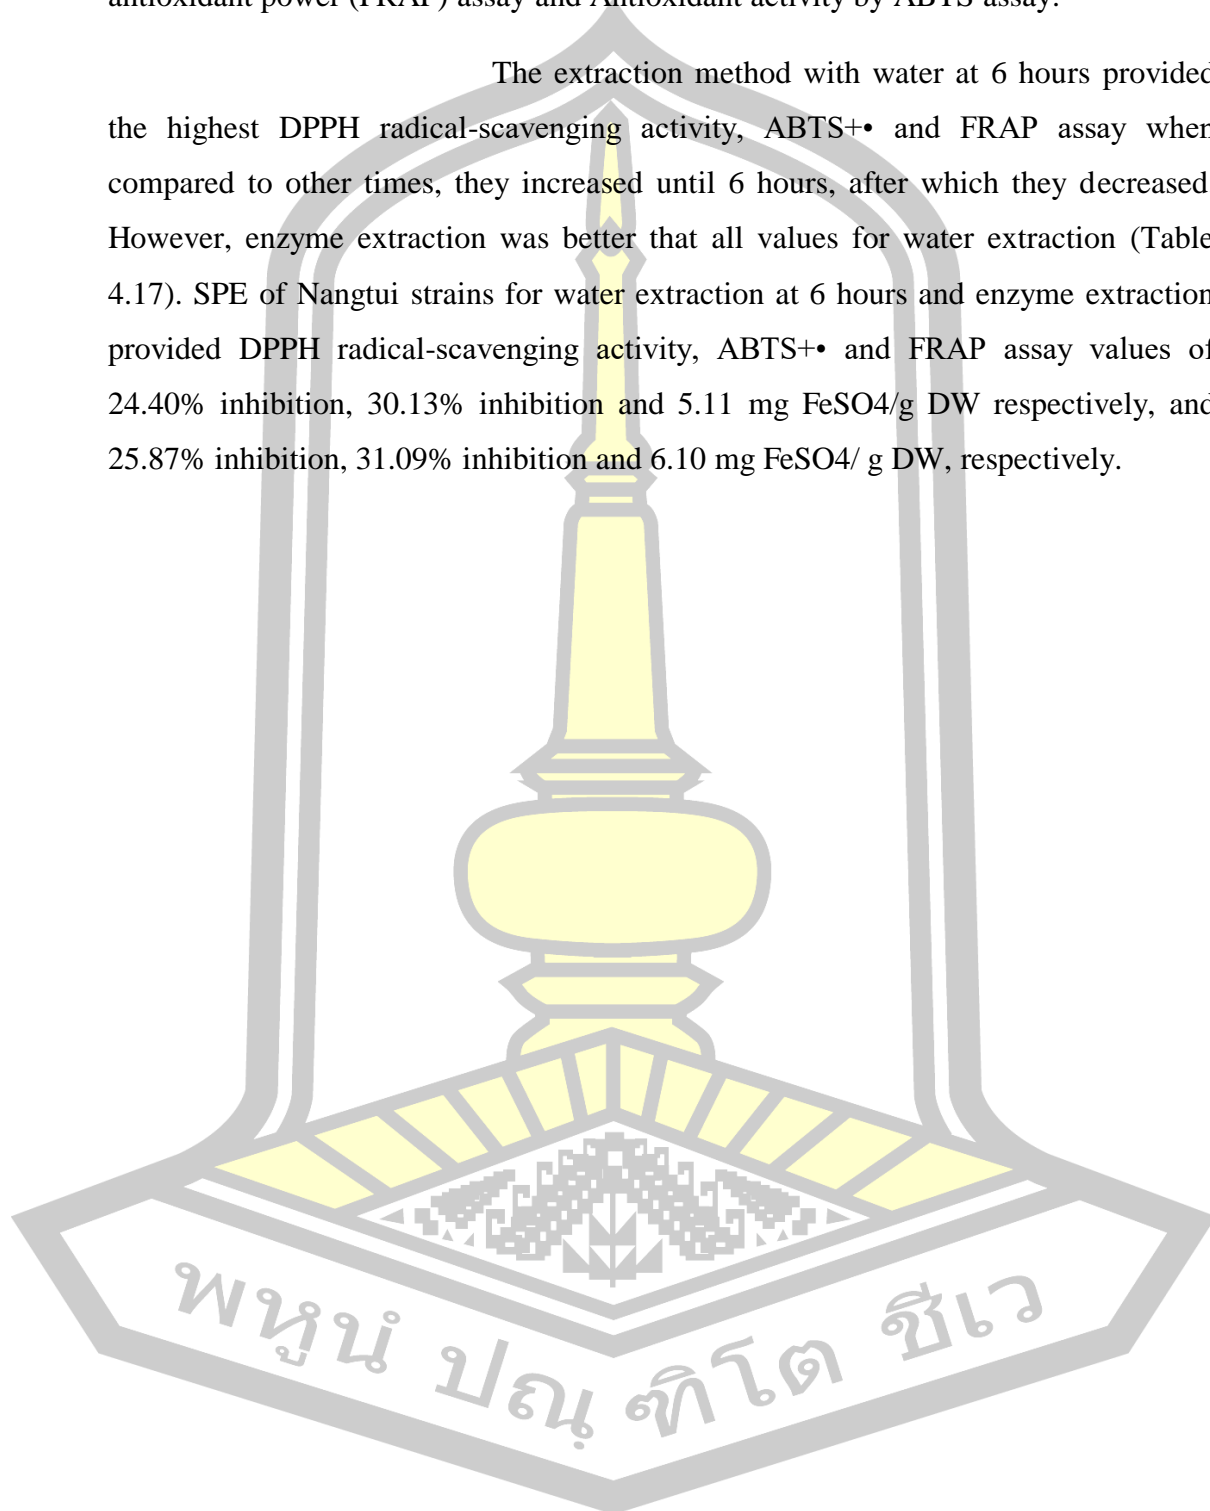 antioxidant power (FRAP) assay and Antioxidant activity by ABTS assay.
The extraction method with water at 6 hours provided
the highest DPPH radical-scavenging activity, ABTS+• and FRAP assay when
compared to other times, they increased until 6 hours, after which they decreased
However, enzyme extraction was better that all values for water extraction (Table
4.17). SPE of Nangtui strains for water extraction at 6 hours and enzyme extraction
provided DPPH radical-scavenging activity, ABTS+• and FRAP assay values of
24.40% inhibition, 30.13% inhibition and 5.11 mg FeSO4/g DW respectively, and
25.87% inhibition, 31.09% inhibition and 6.10 mg FeSO4/ g DW, respectively.
พหูนํ ปณฺฑิโต ชีเว